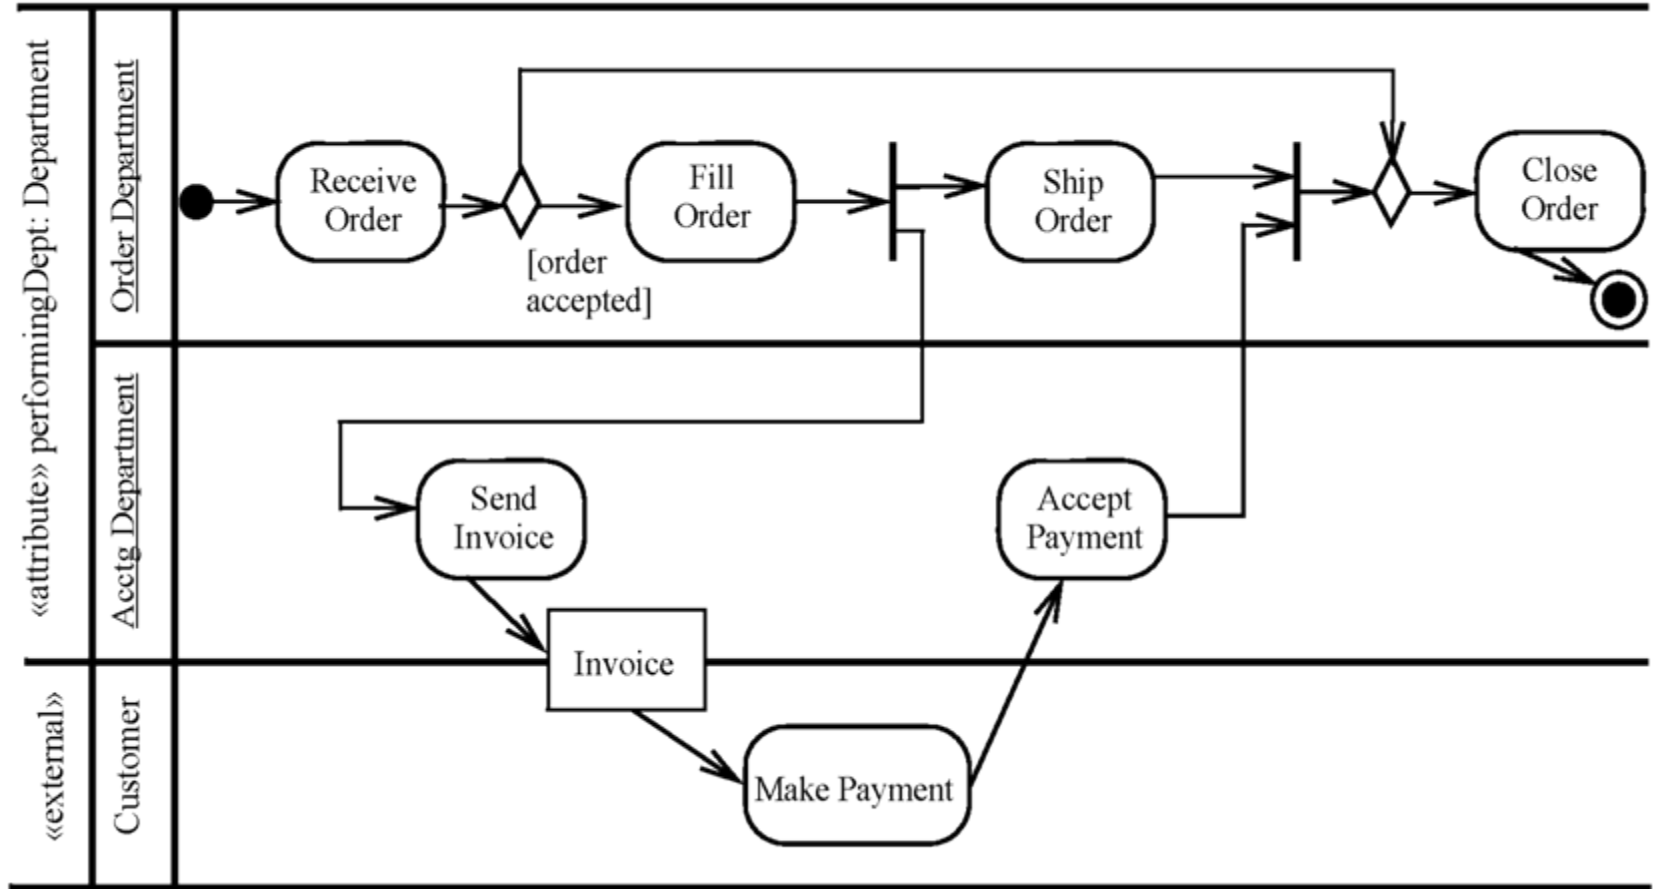 «attribute» performingDept: Department
Order Department
Receive
Order
[order
accepted]
Fill
Order
Ship
Order
Close
Order
Acctg Department
Send
Invoice
Accept
Payment
Invoice
«external»
Customer
Make Payment